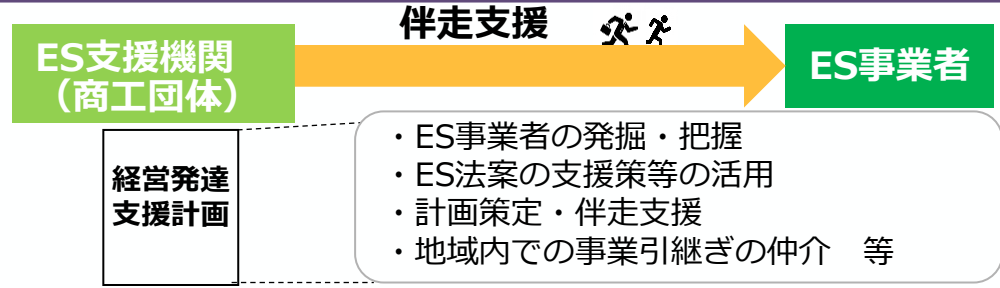 伴走支援
ES支援機関
（商工団体）
ES事業者
経営発達
支援計画
・ES事業者の発掘・把握
・ES法案の支援策等の活用
・計画策定・伴走支援
・地域内での事業引継ぎの仲介　等